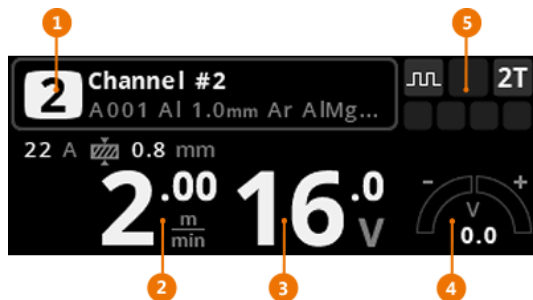 1
5
2
Channel #2
A001 Al 1.0mm Ar AlMg...
2T
22 A 0.8 mm
2.00 m/min
16.0 V
- +
V
0.0
2
3
4